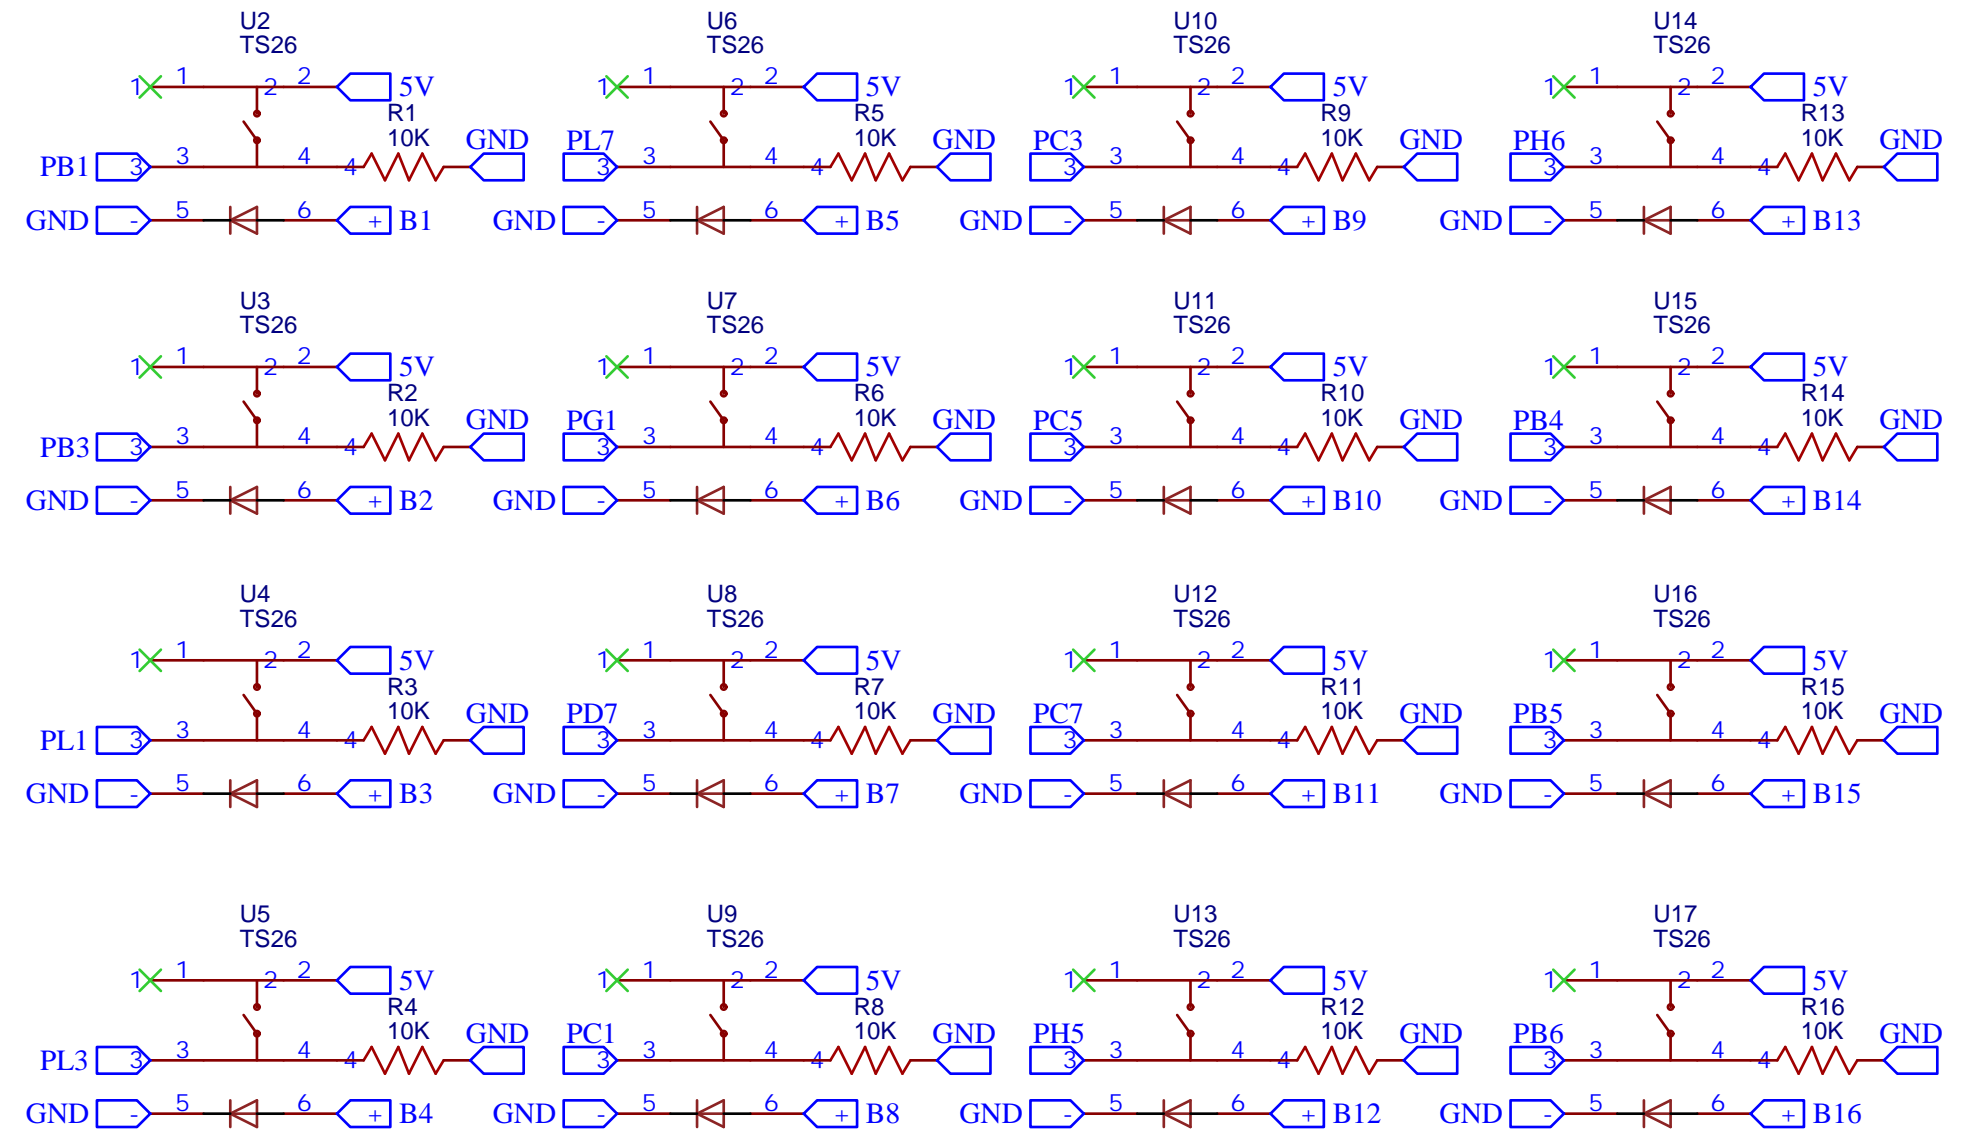 U2
TS26
1 1 2 2 5V
R1
10K
GND
PB1 3 3 4 4
GND - 5 6 + B1
U6
TS26
1 1 2 2 5V
R5
10K
GND
PL7
3 3 4 4
GND - 5 6 + B5
U10
TS26
1 1 2 2 5V
R9
10K
GND
PC3
3 3 4 4
GND - 5 6 + B9
U14
TS26
1 1 2 2 5V
R13
10K
GND
PH6
3 3 4 4
GND - 5 6 + B13
U3
TS26
1 1 2 2 5V
R2
10K
GND
PB3 3 3 4 4
GND - 5 6 + B2
U7
TS26
1 1 2 2 5V
R6
10K
GND
PG1
3 3 4 4
GND - 5 6 + B6
U11
TS26
1 1 2 2 5V
R10
10K
GND
PC5
3 3 4 4
GND - 5 6 + B10
U15
TS26
1 1 2 2 5V
R14
10K
GND
PB4
3 3 4 4
GND - 5 6 + B14
U4
TS26
1 1 2 2 5V
R3
10K
GND
PL1 3 3 4 4
GND - 5 6 + B3
U8
TS26
1 1 2 2 5V
R7
10K
GND
PD7
3 3 4 4
GND - 5 6 + B7
U12
TS26
1 1 2 2 5V
R11
10K
GND
PC7
3 3 4 4
GND - 5 6 + B11
U16
TS26
1 1 2 2 5V
R15
10K
GND
PB5
3 3 4 4
GND - 5 6 + B15
U5
TS26
1 1 2 2 5V
R4
10K
GND
PL3 3 3 4 4
GND - 5 6 + B4
U9
TS26
1 1 2 2 5V
R8
10K
GND
PC1
3 3 4 4
GND - 5 6 + B8
U13
TS26
1 1 2 2 5V
R12
10K
GND
PH5
3 3 4 4
GND - 5 6 + B12
U17
TS26
1 1 2 2 5V
R16
10K
GND
PB6
3 3 4 4
GND - 5 6 + B16